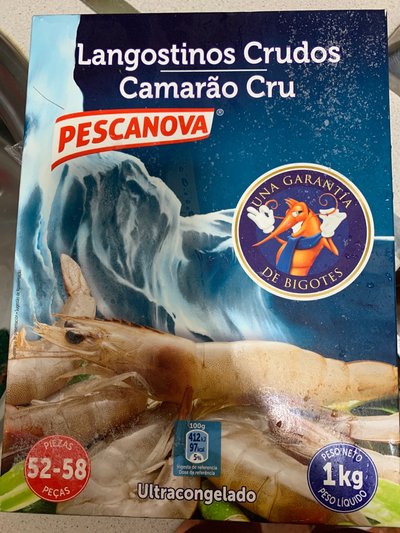 Langostinos Crudos
Camarão Cru
PESCANOVA®
UNA GARANTÍA
DE BIGOTES
PIEZAS
52-58
PEÇAS
100g
412kJ
97kcal
5%
Ingesta de referencia
Dose da referência
Ultracongelado
PESO NETO
1kg
PESO LÍQUIDO